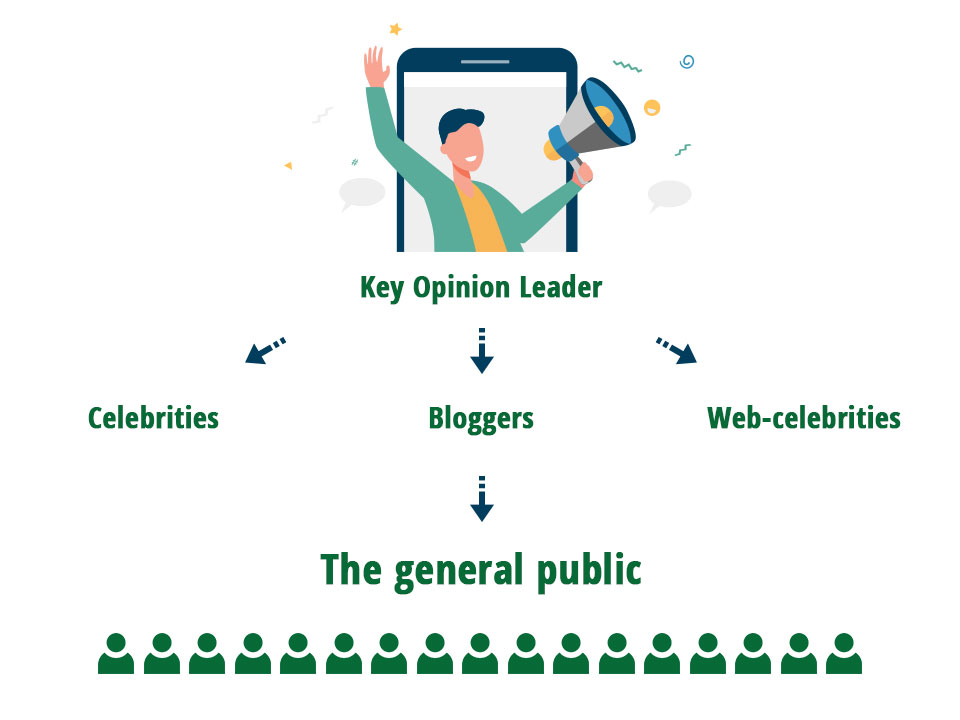 Key Opinion Leader
Celebrities
Bloggers
Web-celebrities
The general public